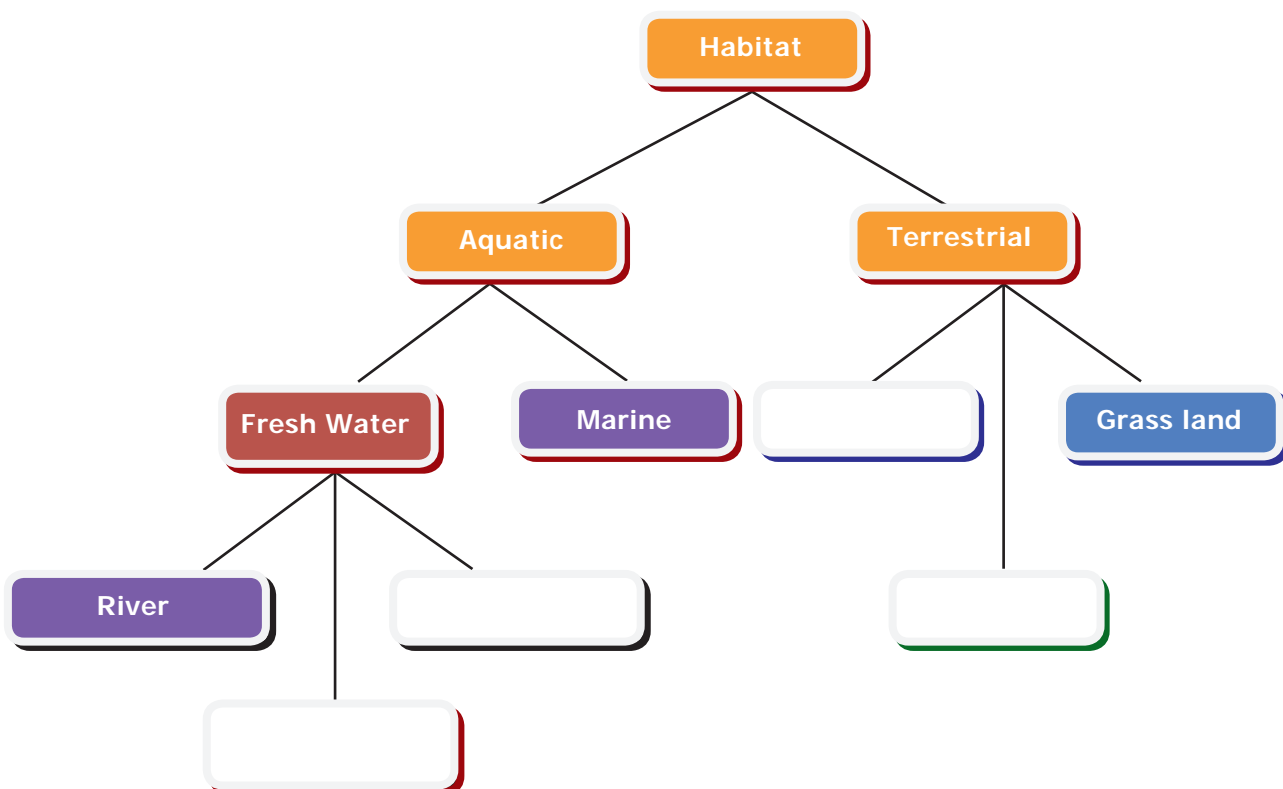 Habitat
Aquatic
Terrestrial
Fresh Water
Marine
Grass land
River